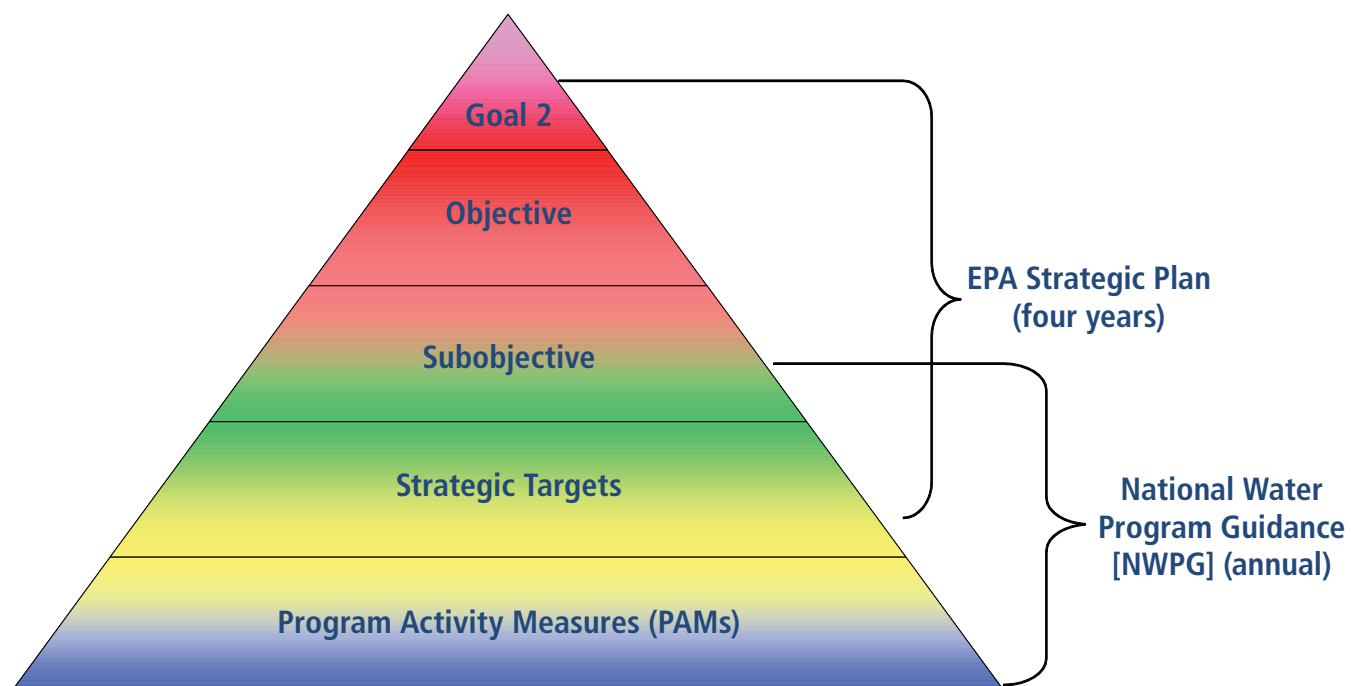 Goal 2
Objective
Subobjective
Strategic Targets
Program Activity Measures (PAMs)
EPA Strategic Plan
(four years)
National Water
Program Guidance
[NWPG] (annual)